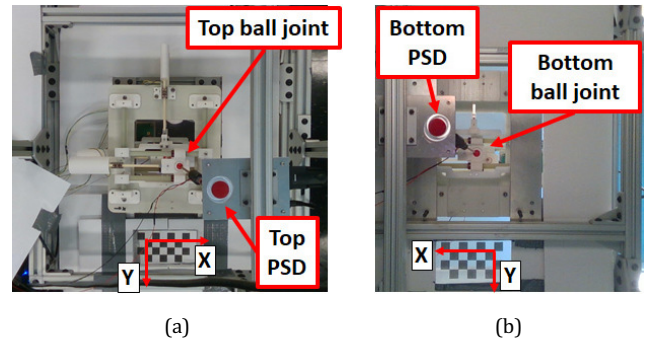 Top ball joint
Top
PSD
X
Y
(a)
Bottom
PSD
Bottom
ball joint
X
Y
(b)